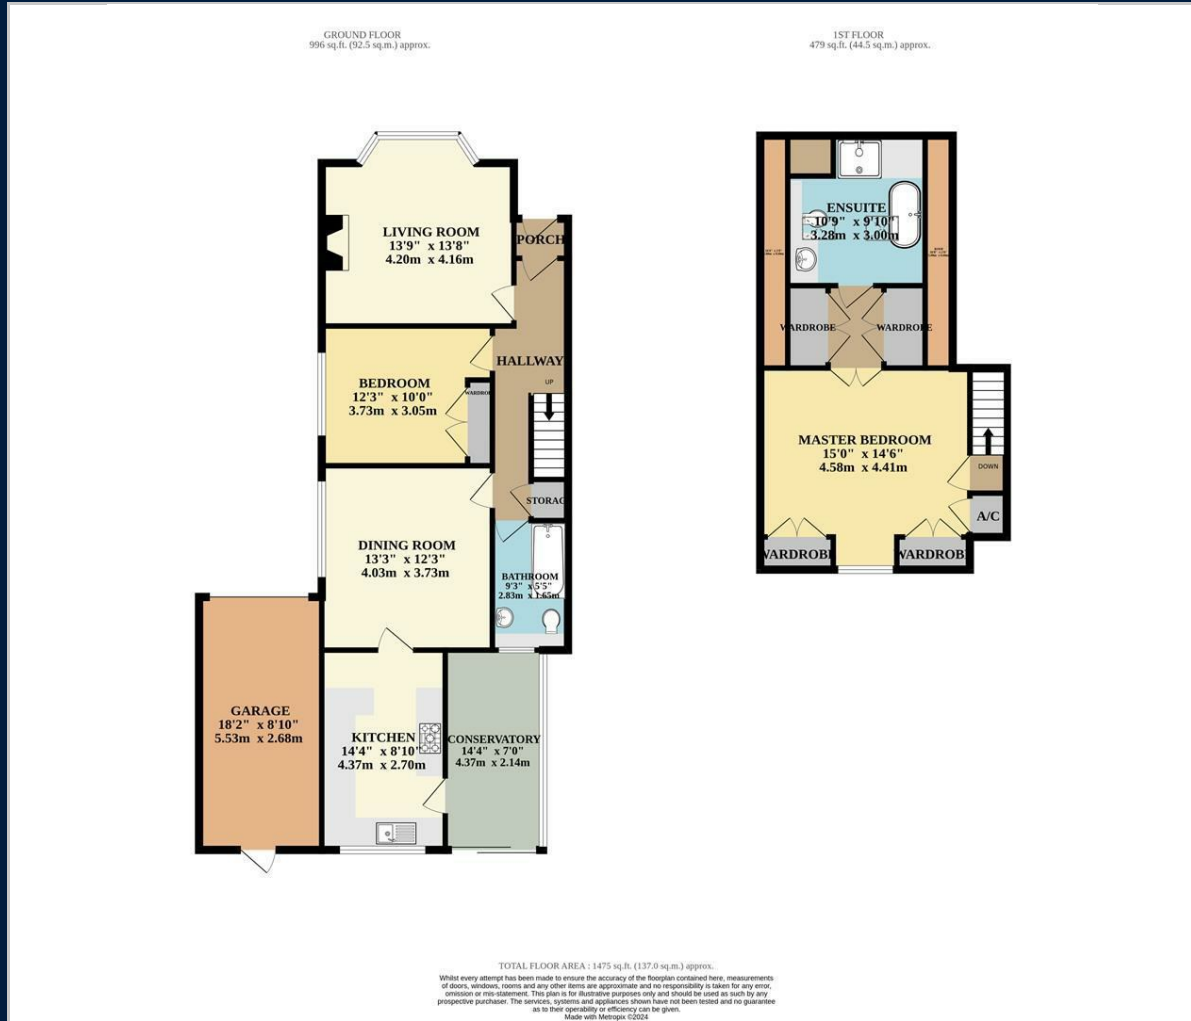 GROUND FLOOR
996 sq.ft. (92.5 sq.m.) approx.
1ST FLOOR
479 sq.ft. (44.5 sq.m.) approx.
LIVING ROOM
13'9" x 13'8"
4.20m x 4.16m
PORCH
HALLWAY
UP
BEDROOM
12'3" x 10'0"
3.73m x 3.05m
WARDROB
STORAG
DINING ROOM
13'3" x 12'3"
4.03m x 3.73m
BATHROOM
9'3" x 5'5"
2.83m x 1.65m
GARAGE
18'2" x 8'10"
5.53m x 2.68m
KITCHEN
14'4" x 8'10"
4.37m x 2.70m
CONSERVATORY
14'4" x 7'0"
4.37m x 2.14m
ENSUITE
10'9" x 9'10"
3.28m x 3.00m
WARDROBE
WARDROBE
MASTER BEDROOM
15'0" x 14'6"
4.58m x 4.41m
DOWN
A/C
WARDROBE
WARDROBE
TOTAL FLOOR AREA : 1475 sq.ft. (137.0 sq.m.) approx.
Whilst every attempt has been made to ensure the accuracy of the floorplan contained here, measurements
of doors, windows, rooms and any other items are approximate and no responsibility is taken for any error,
omission or mis-statement. This plan is for illustrative purposes only and should be used as such by any
prospective purchaser. The services, systems and appliances shown have not been tested and no guarantee
as to their operability or efficiency can be given.
Made with Metropix ©2024